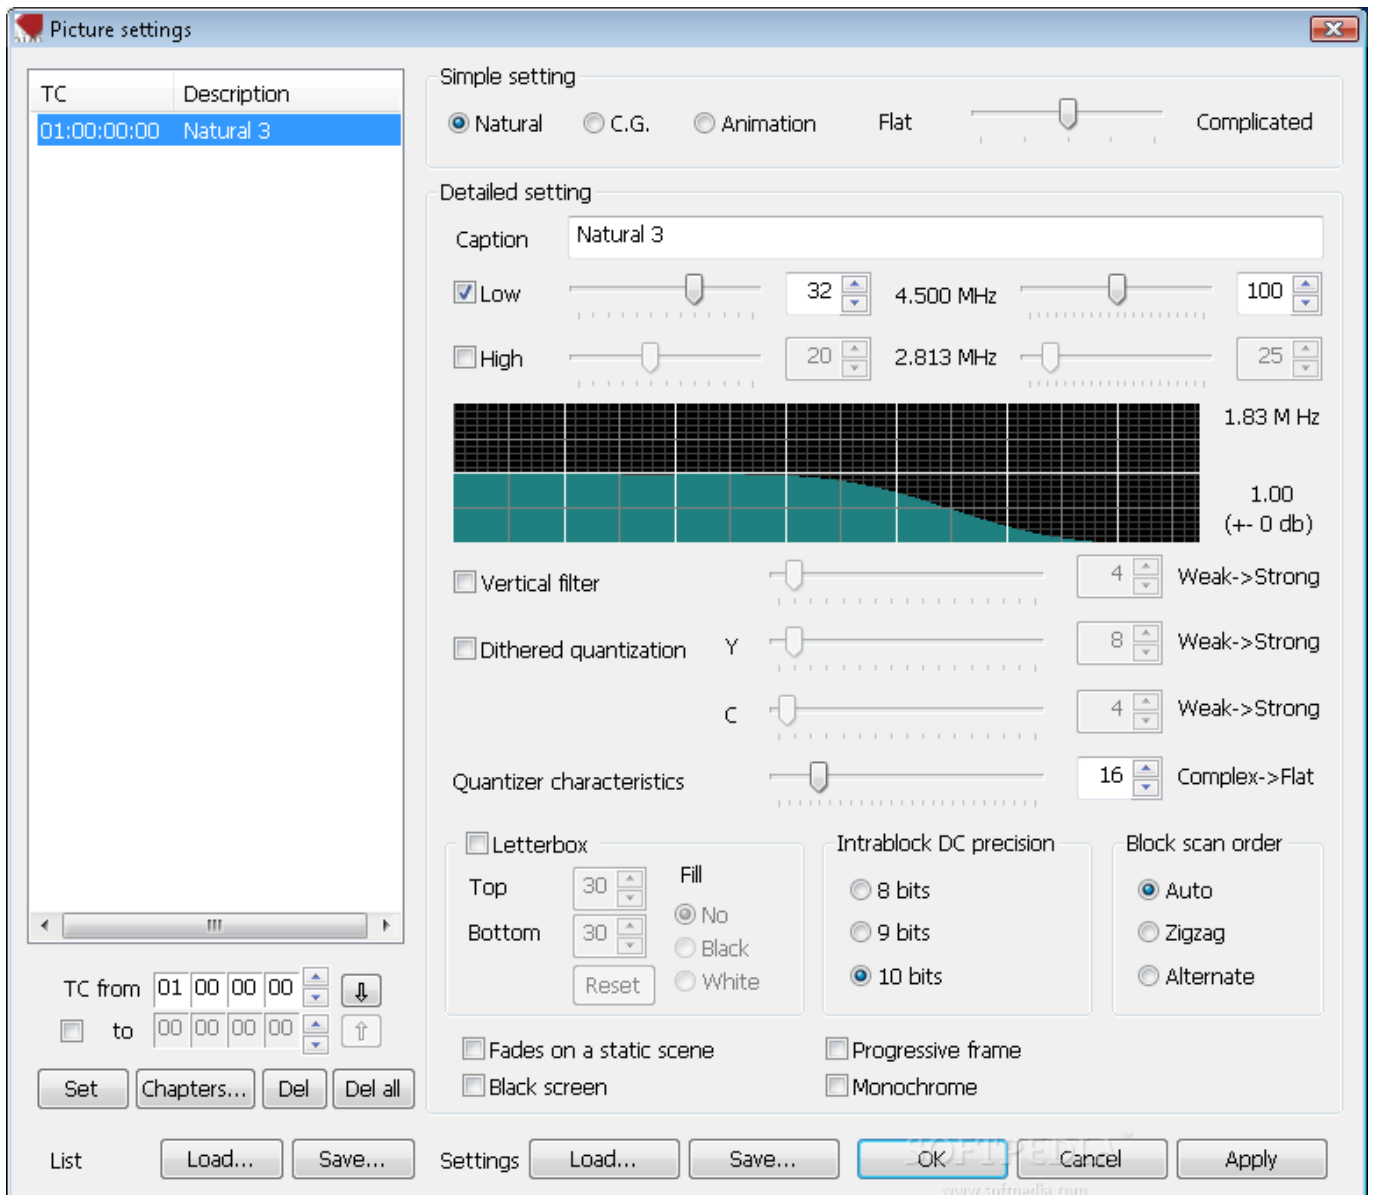 Picture settings
TC Description
01:00:00:00 Natural 3
Simple setting
Natural C.G. Animation Flat Complicated
Detailed setting
Caption Natural 3
Low 32 4.500 MHz 100
High 20 2.813 MHz 25
1.83 M Hz
1.00
(+- 0 db)
Vertical filter 4 Weak->Strong
Dithered quantization Y 8 Weak->Strong
C 4 Weak->Strong
Quantizer characteristics 16 Complex->Flat
Letterbox
Top 30
Bottom 30
Reset
Fill
No
Black
White
Intrablock DC precision
8 bits
9 bits
10 bits
Block scan order
Auto
Zigzag
Alternate
TC from 01 00 00 00
to 00 00 00 00
Set Chapters... Del Del all
Fades on a static scene
Black screen
Progressive frame
Monochrome
List Load... Save... Settings Load... Save... OK Cancel Apply
SOFTPEDIA
www.softpedia.com